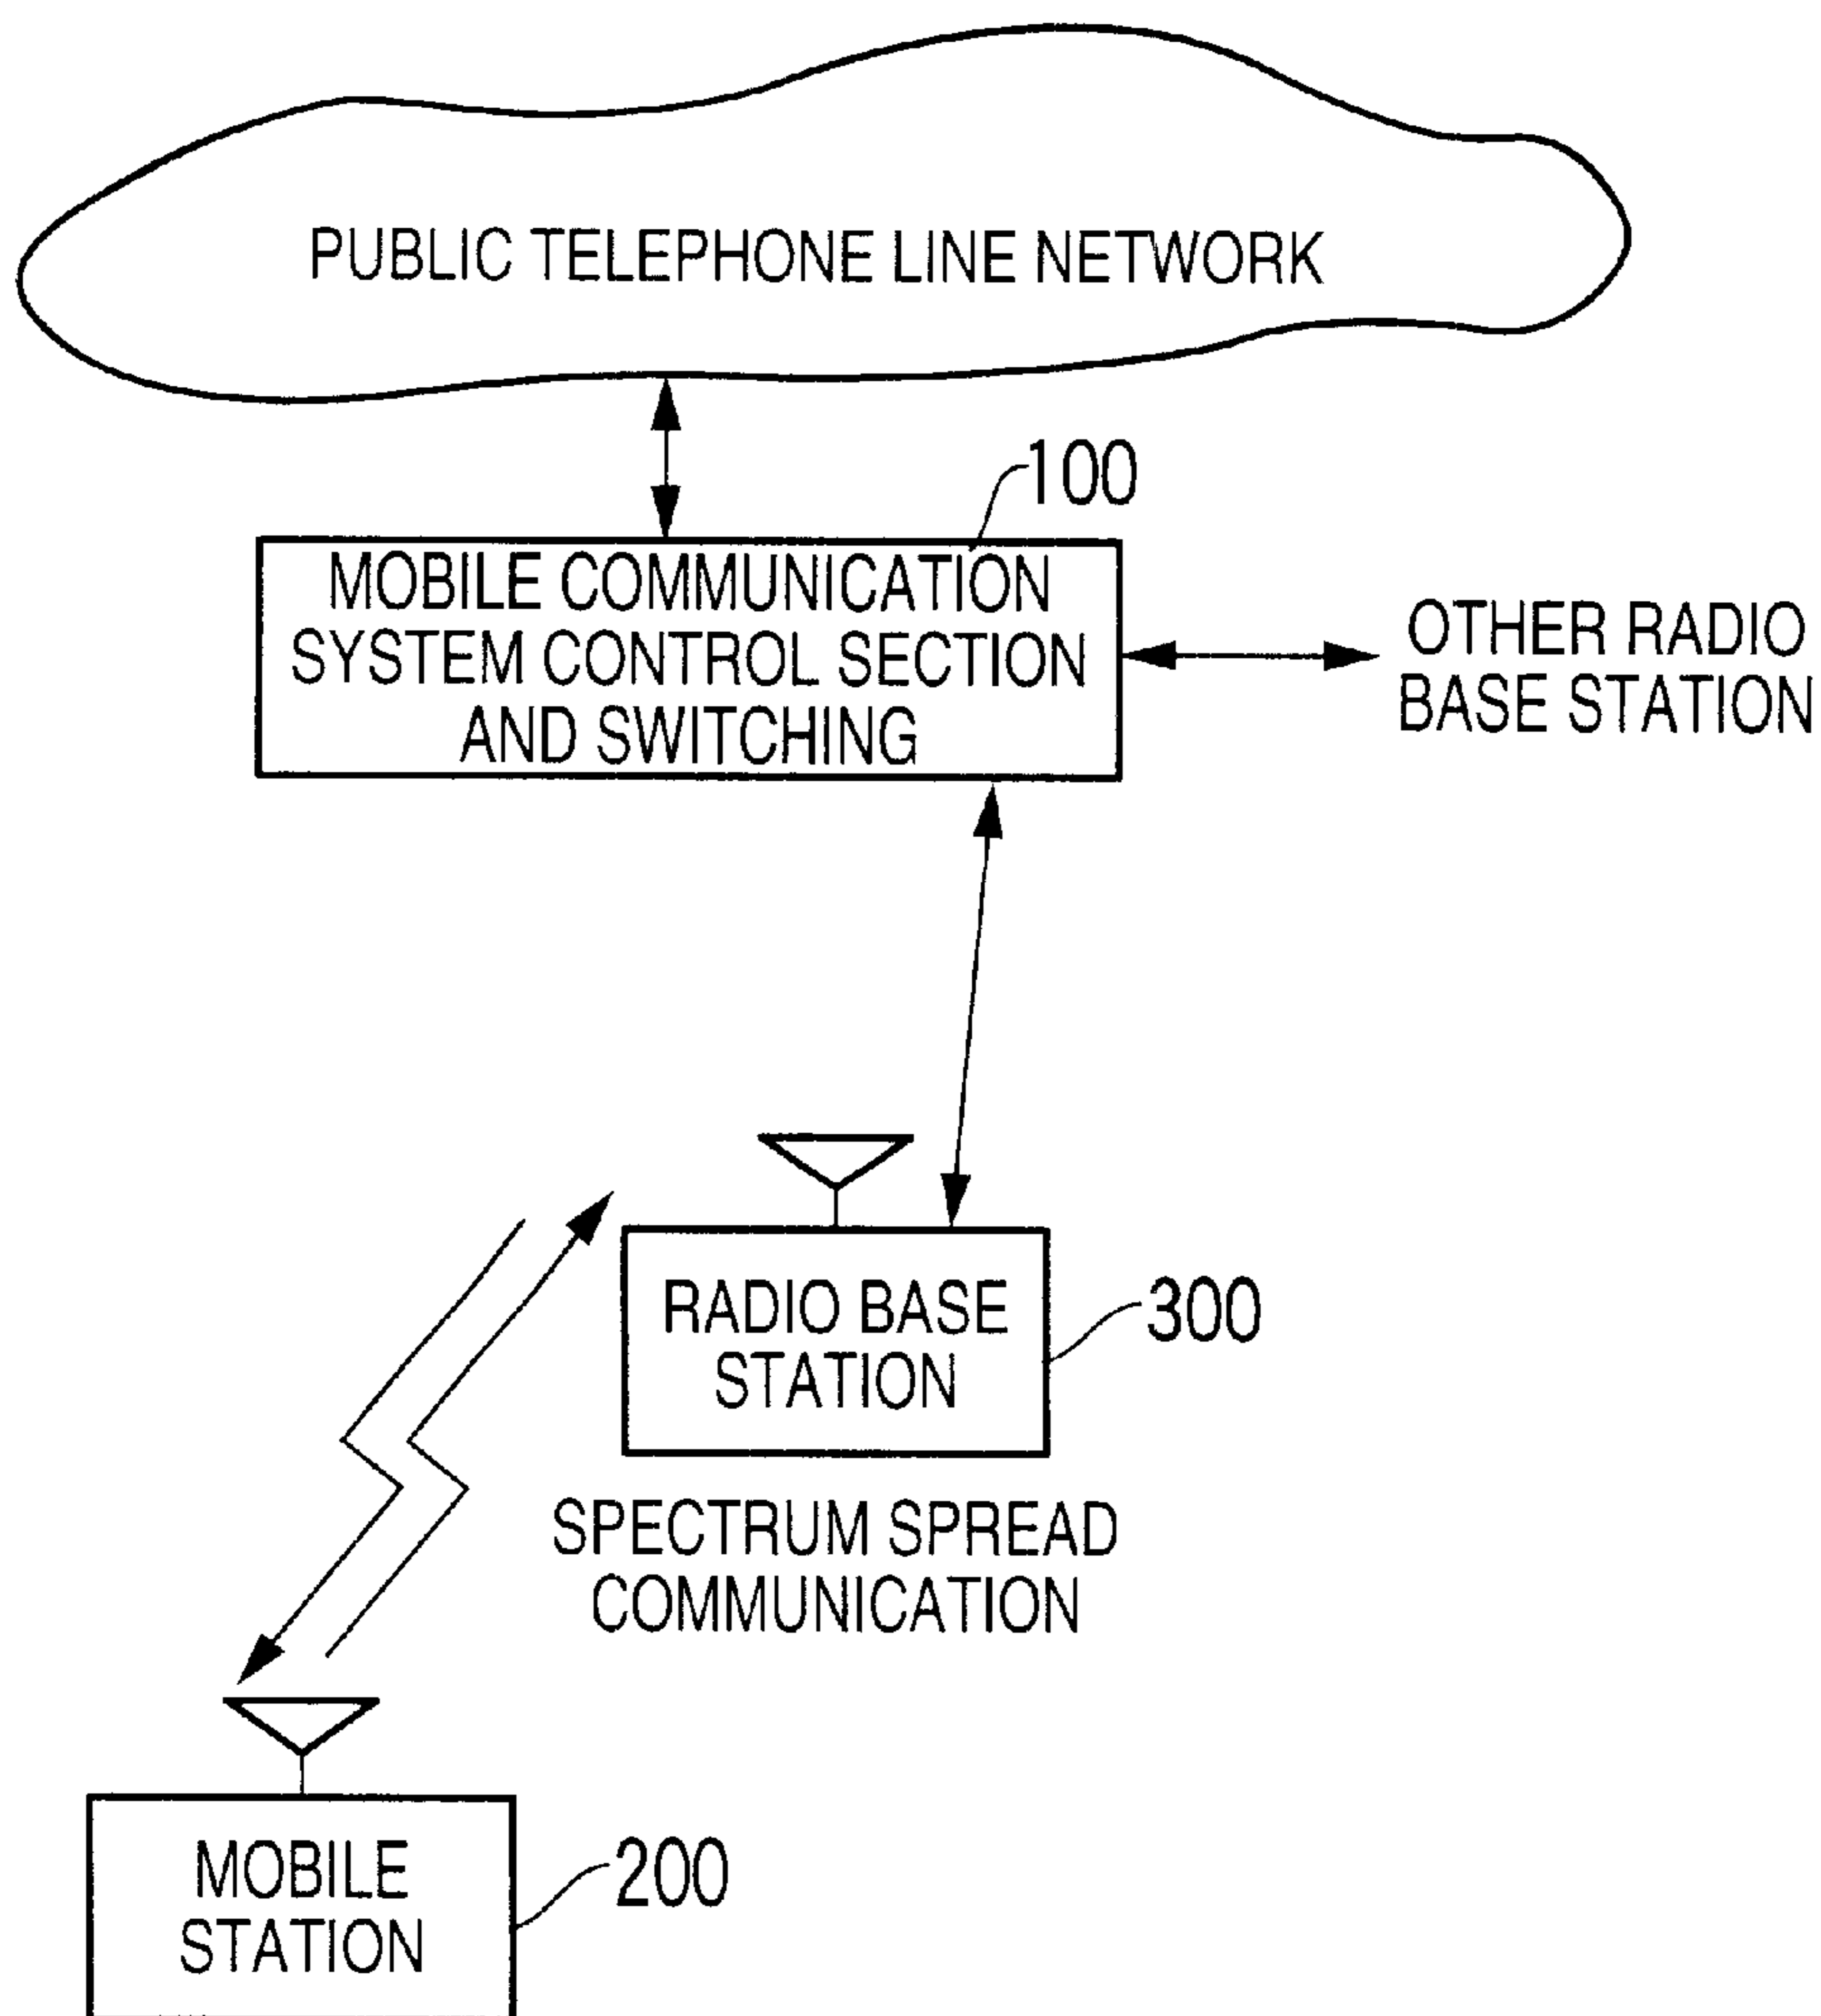 PUBLIC TELEPHONE LINE NETWORK
100
MOBILE COMMUNICATION
SYSTEM CONTROL SECTION
AND SWITCHING
OTHER RADIO
BASE STATION
RADIO BASE
STATION
300
SPECTRUM SPREAD
COMMUNICATION
MOBILE
STATION
200